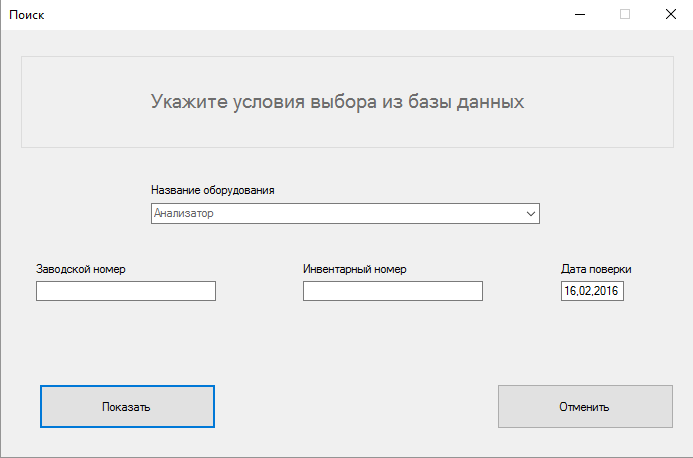 Поиск
Укажите условия выбора из базы данных
Название оборудования
Анализатор
Заводской номер
Инвентарный номер
Дата поверки
16,02,2016
Показать
Отменить